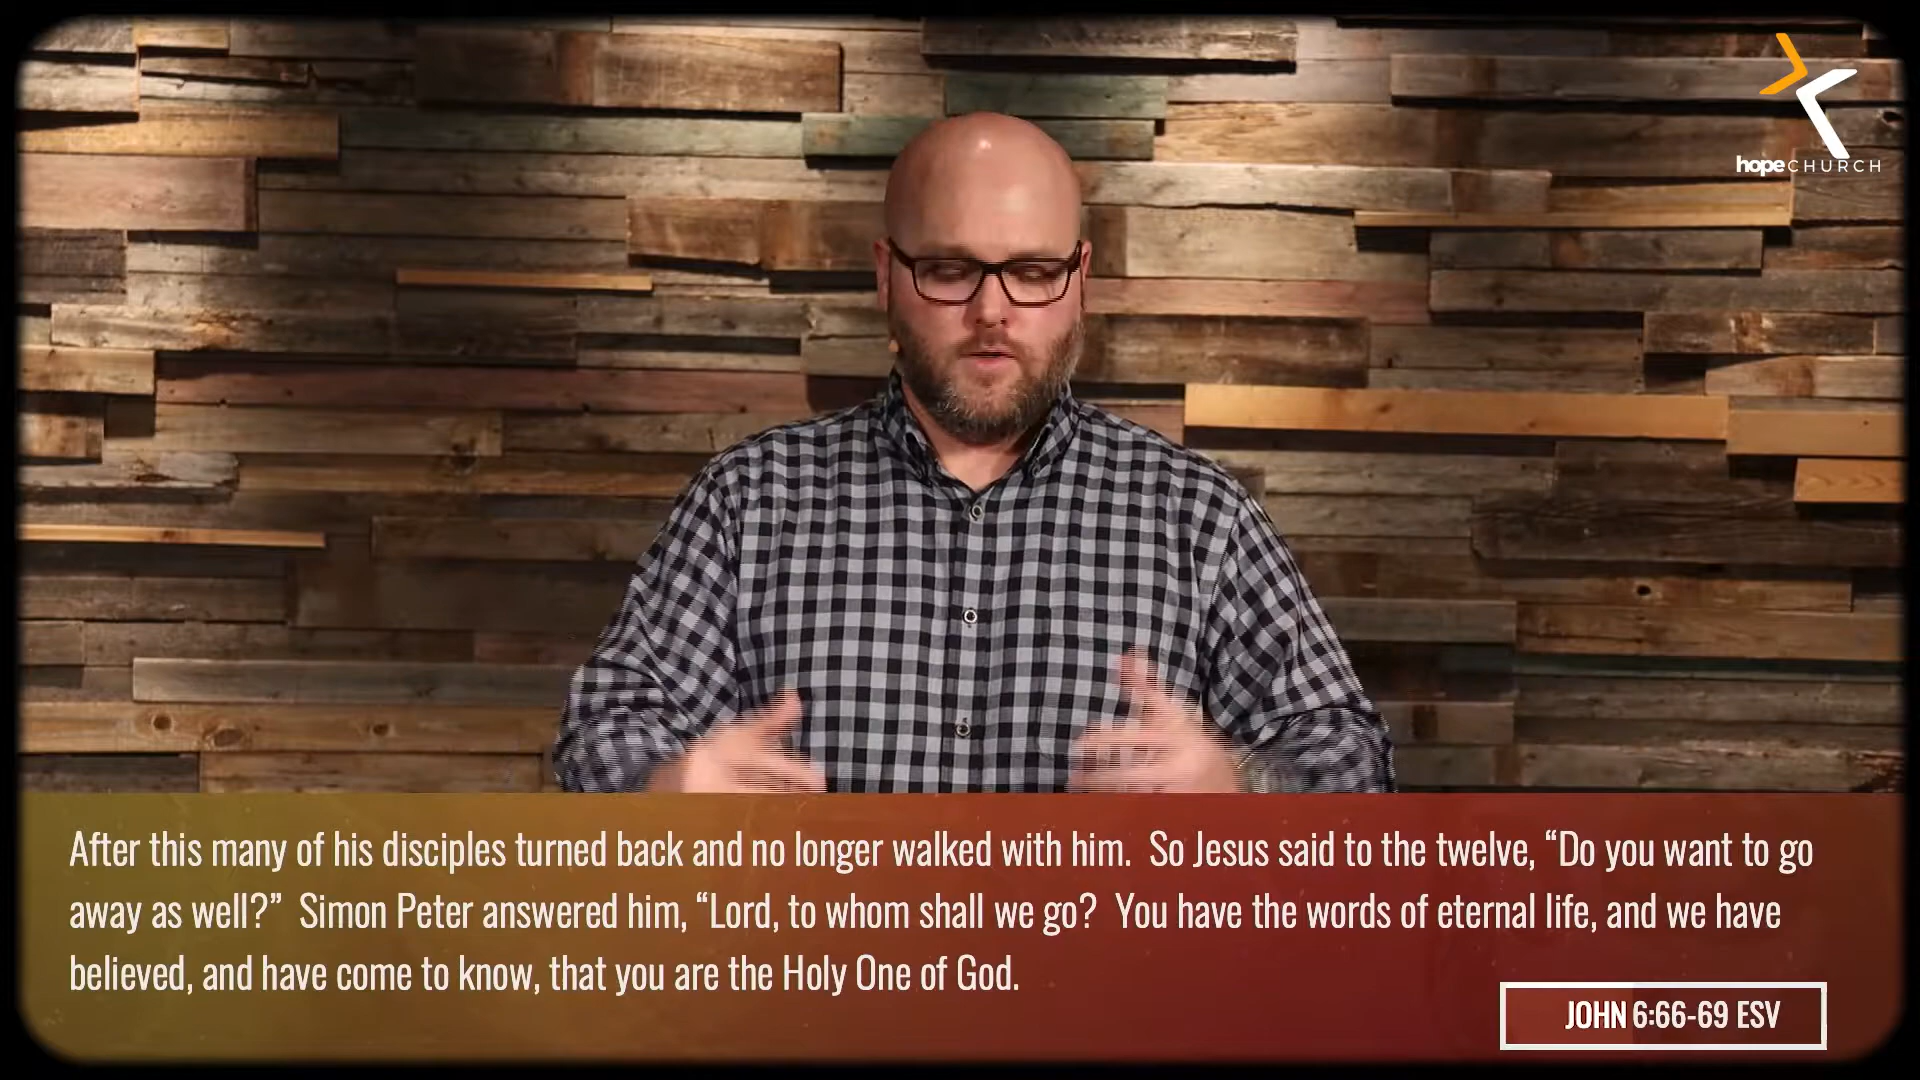 hopeCHURCH
After this many of his disciples turned back and no longer walked with him.  So Jesus said to the twelve, “Do you want to go
away as well?”  Simon Peter answered him, “Lord, to whom shall we go?  You have the words of eternal life, and we have
believed, and have come to know, that you are the Holy One of God.
JOHN 6:66-69 ESV